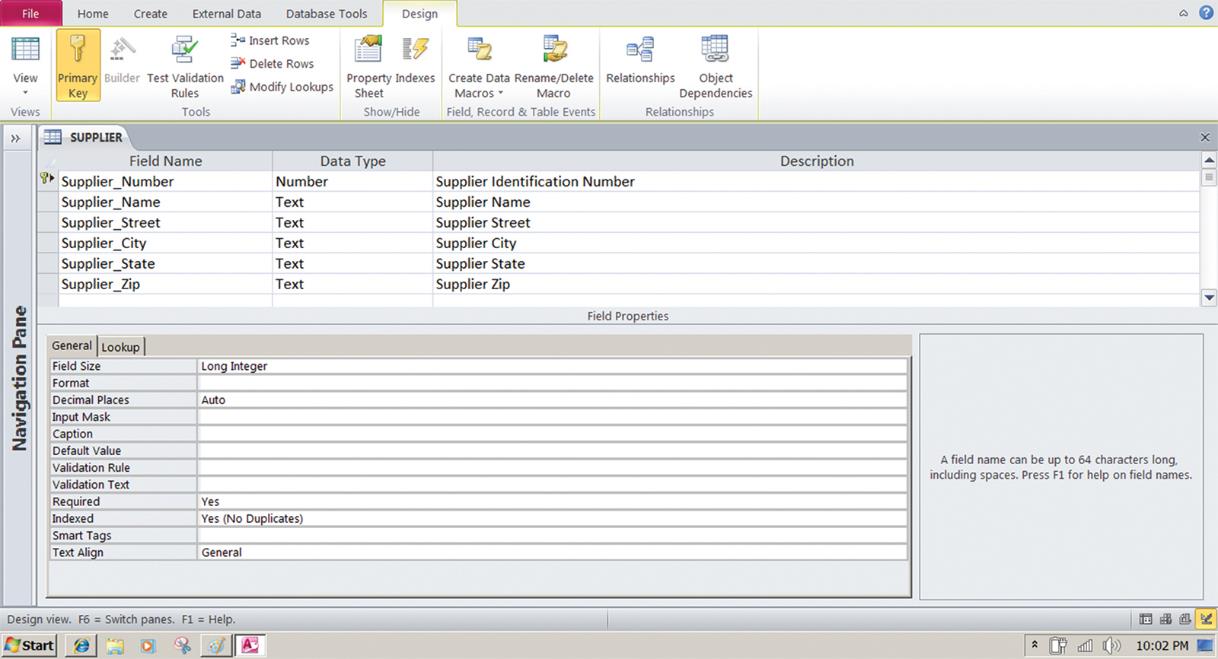 File Home Create External Data Database Tools Design
View Primary Key Builder Test Validation Rules Insert Rows Delete Rows Modify Lookups Property Sheet Indexes Create Data Macros Rename/Delete Macro Relationships Object Dependencies
Views Tools Show/Hide Field, Record & Table Events Relationships
SUPPLIER
Field Name Data Type Description
Supplier_Number Number Supplier Identification Number
Supplier_Name Text Supplier Name
Supplier_Street Text Supplier Street
Supplier_City Text Supplier City
Supplier_State Text Supplier State
Supplier_Zip Text Supplier Zip
Navigation Pane
Field Properties
General Lookup
Field Size Long Integer
Format
Decimal Places Auto
Input Mask
Caption
Default Value
Validation Rule
Validation Text
Required Yes
Indexed Yes (No Duplicates)
Smart Tags
Text Align General
A field name can be up to 64 characters long,
including spaces. Press F1 for help on field names.
Design view. F6 = Switch panes. F1 = Help.
Start 10:02 PM